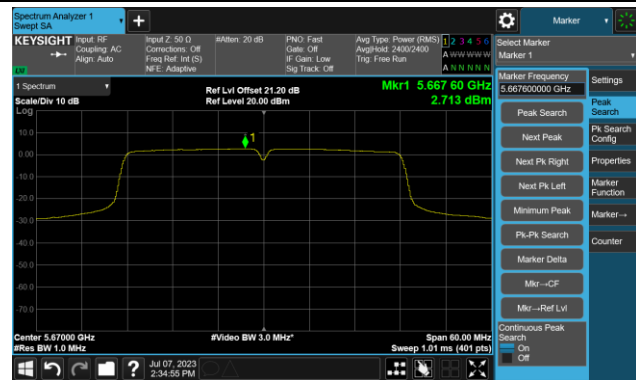 Spectrum Analyzer 1
Swept SA
+
Marker
KEYSIGHT
Input: RF
Coupling: AC
Align: Auto
Input Z: 50 Ω
Corrections: Off
Freq Ref: Int (S)
NFE: Adaptive
#Atten: 20 dB
PNO: Fast
Gate: Off
IF Gain: Low
Sig Track: Off
Avg Type: Power (RMS)
Avg|Hold: 2400/2400
Trig: Free Run
1 2 3 4 5 6
A W W W W W
A N N N N N
Select Marker
Marker 1
1 Spectrum
Scale/Div 10 dB
Log
Ref Lvl Offset 21.20 dB
Ref Level 20.00 dBm
Mkr1 5.667 60 GHz
2.713 dBm
10.0
0.00
-10.0
-20.0
-30.0
-40.0
-50.0
-60.0
-70.0
1
Center 5.67000 GHz
#Res BW 1.0 MHz
#Video BW 3.0 MHz*
Span 60.00 MHz
Sweep 1.01 ms (401 pts)
Marker Frequency
5.667600000 GHz
Peak Search
Next Peak
Next Pk Right
Next Pk Left
Minimum Peak
Pk-Pk Search
Marker Delta
Mkr→CF
Mkr→Ref Lvl
Continuous Peak
Search
On
Off
Settings
Peak
Search
Pk Search
Config
Properties
Marker
Function
Marker→
Counter
?
Jul 07, 2023
2:34:55 PM